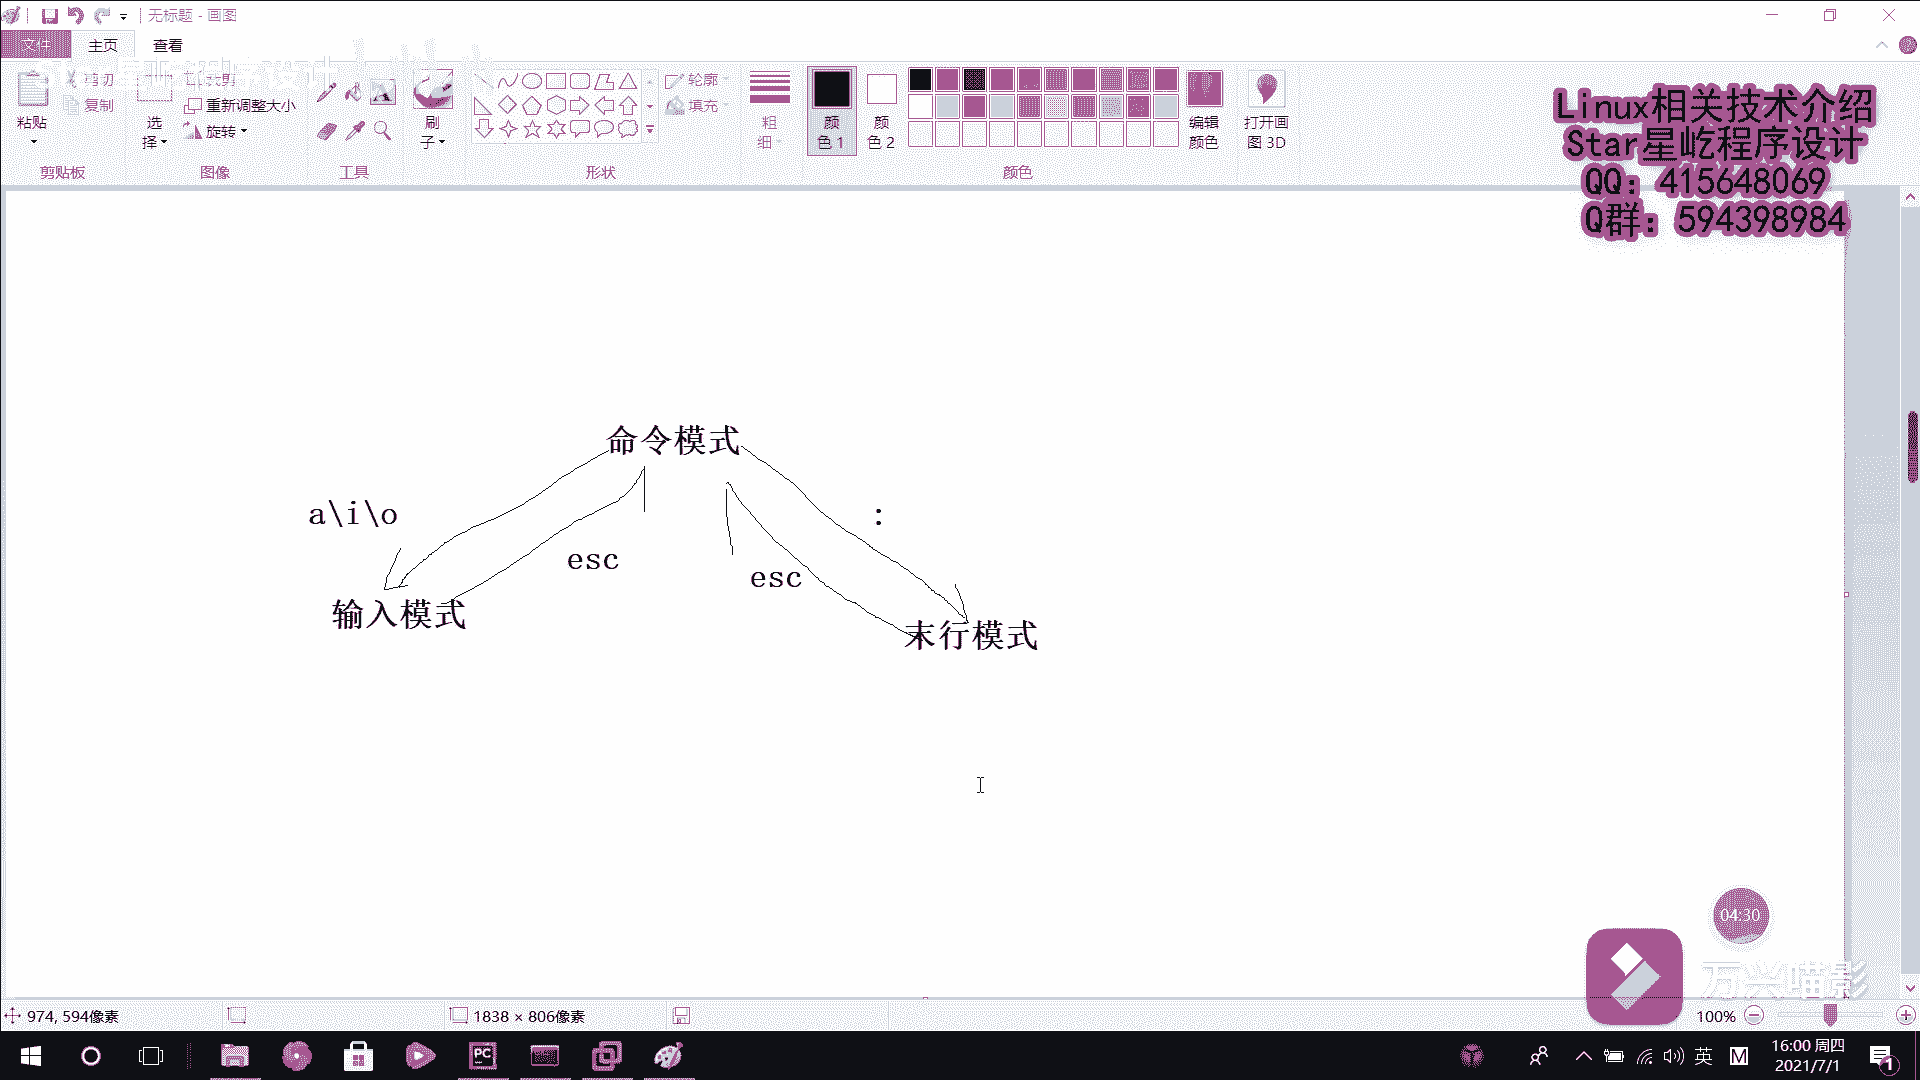 无标题 - 画图
文件 主页 查看
粘贴
剪切
复制
剪贴板
选择
重新调整大小
旋转
图像
工具
刷子
形状
轮廓
填充
粗细
颜色 1
颜色 2
颜色
编辑颜色
打开画图 3D
Linux相关技术介绍
Star星屹程序设计
QQ：415648069
Q群：594398984
命令模式
a\i\o
:
esc
esc
输入模式
末行模式
04:30
万兴喵影
974, 594像素
1838 × 806像素
100%
PC
英
M
16:00 周四
2021/7/1
1